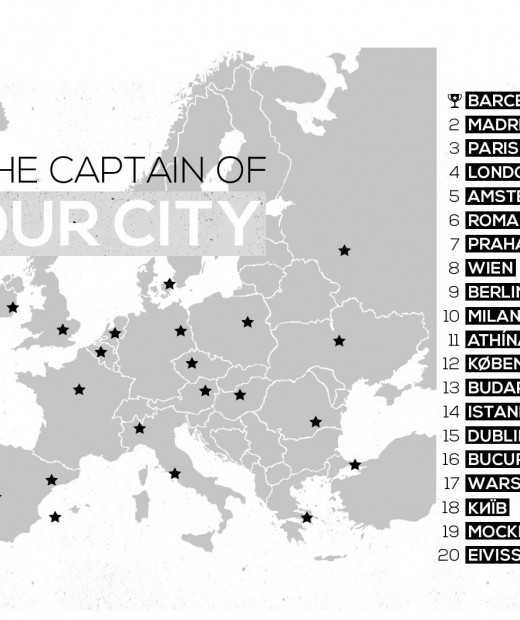 HE CAPTAIN OF
OUR CITY
BARCE
2 MADR
3 PARIS
4 LONDO
5 AMSTE
6 ROMA
7 PRAHA
8 WIEN
9 BERLIN
10 MILAN
11 ATHÍNA
12 KØBEN
13 BUDAP
14 ISTAN
15 DUBLI
16 BUCUR
17 WARS
18 КИЇВ
19 МОСК
20 EIVISS